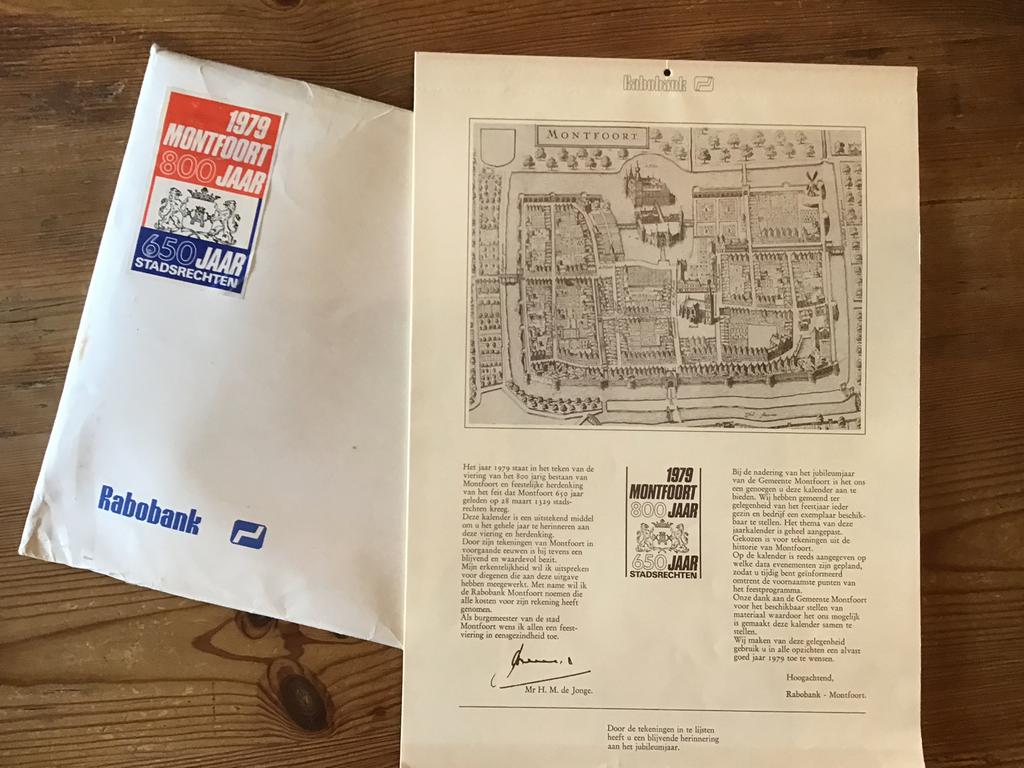 1979
MONTFOORT
800 JAAR
650 JAAR
STADSRECHTEN
Rabobank
Rabobank
MONTFOORT
Het jaar 1979 staat in het teken van de
viering van het 800 jarig bestaan van
Montfoort en feestelijke herdenking
van het feit dat Montfoort 650 jaar
geleden op 28 maart 1329 stads-
rechten kreeg.
Deze kalender is een uitstekend middel
om u het gehele jaar te herinneren aan
deze viering en herdenking.
Door zijn tekeningen van Montfoort in
voorgaande eeuwen is hij tevens een
blijvend en waardevol bezit.
Mijn erkentelijkheid wil ik uitspreken
voor diegenen die aan deze uitgave
hebben meegewerkt. Met name wil ik
de Rabobank Montfoort noemen die
alle kosten voor zijn rekening heeft
genomen.
Als burgemeester van de stad
Montfoort wens ik allen een feest-
viering in eensgezindheid toe.
Mr H. M. de Jonge.
1979
MONTFOORT
800 JAAR
650 JAAR
STADSRECHTEN
Bij de nadering van het jubileumjaar
van de Gemeente Montfoort is het ons
een genoegen u deze kalender aan te
bieden. Wij hebben gemeend ter
gelegenheid van het feestjaar ieder
gezin en bedrijf een exemplaar beschik-
baar te stellen. Het thema van deze
jaarkalender is geheel aangepast.
Gekozen is voor tekeningen uit de
historie van Montfoort.
Op de kalender is reeds aangegeven op
welke data evenementen zijn gepland,
zodat u tijdig bent geïnformeerd
omtrent de voornaamste punten van
het feestprogramma.
Onze dank aan de Gemeente Montfoort
voor het beschikbaar stellen van
materiaal waardoor het ons mogelijk
is gemaakt deze kalender samen te
stellen.
Wij maken van deze gelegenheid
gebruik u in alle opzichten een alvast
goed jaar 1979 toe te wensen.
Hoogachtend,
Rabobank - Montfoort.
Door de tekeningen in te lijsten
heeft u een blijvende herinnering
aan het jubileumjaar.